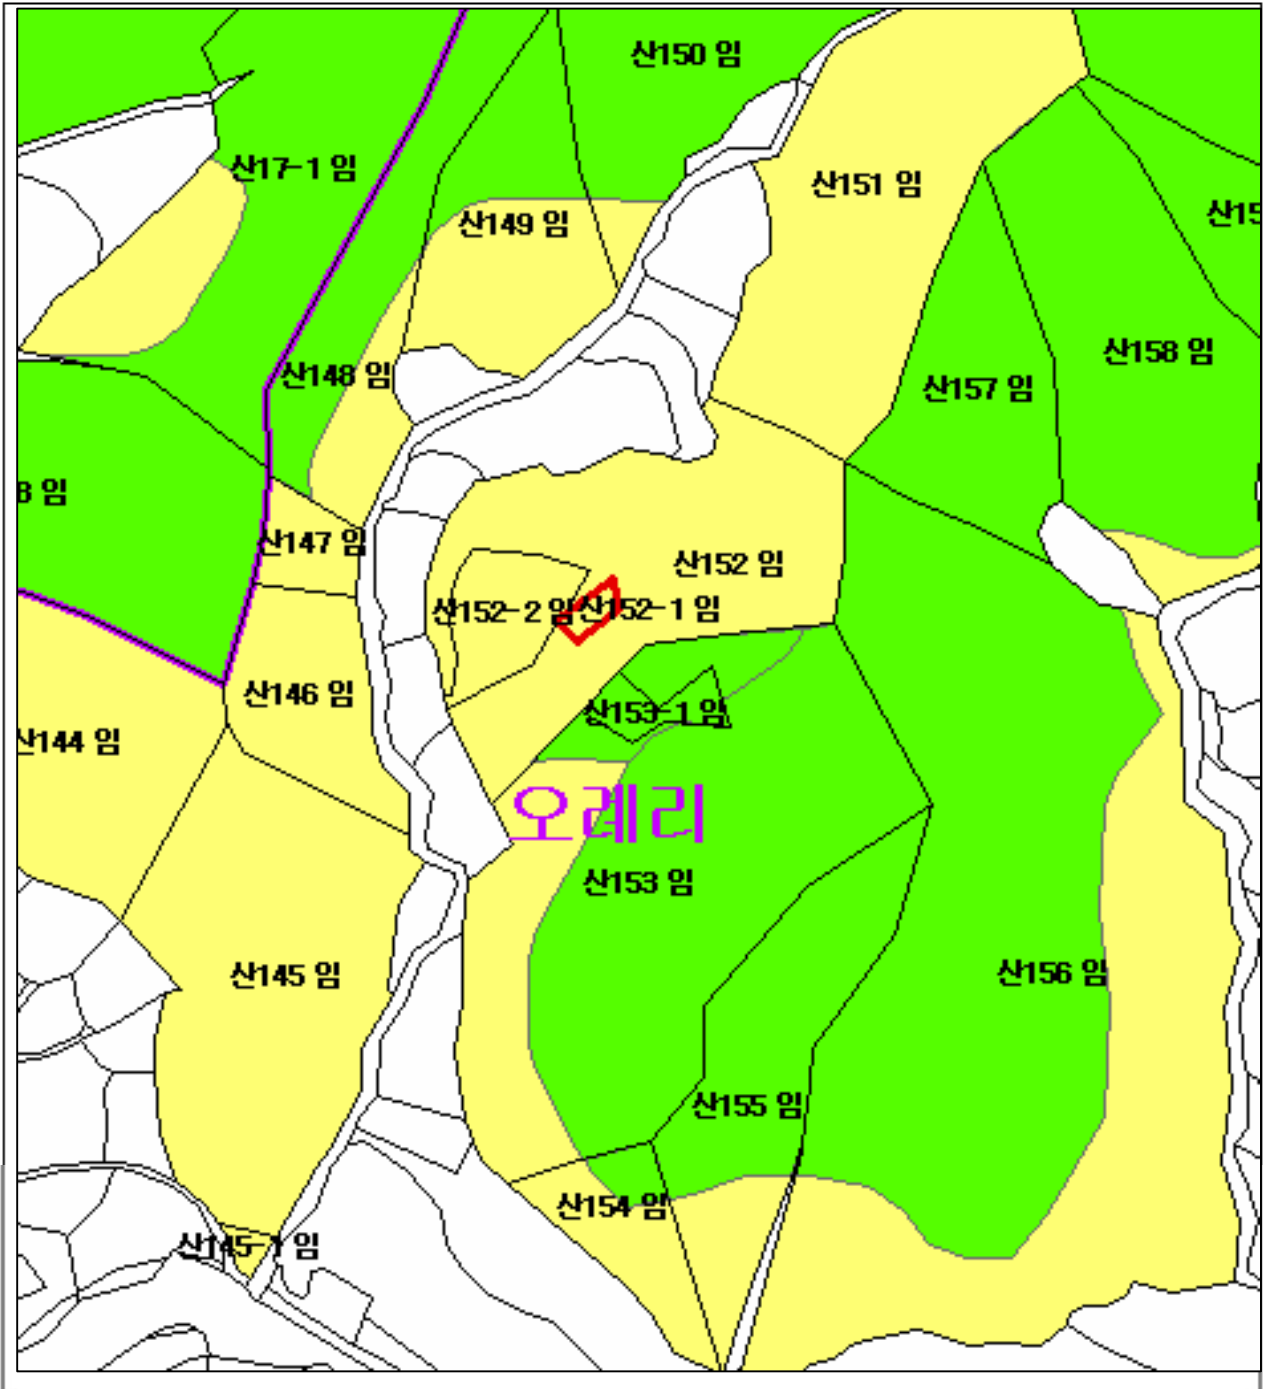 산150 임
산17-1 임
산151 임
산15
산149 임
산158 임
산148 임
산157 임
8 임
산147 임
산152 임
산152-2 임
산152-1 임
산146 임
산153-1 임
산144 임
오례리
산153 임
산145 임
산156 임
산155 임
산154 임
산145-1 임